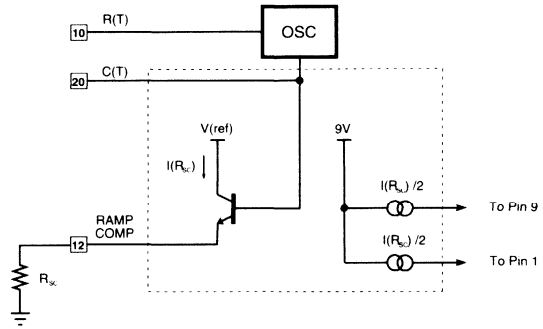 R(T)
10
OSC
C(T)
20
V(ref)
9V
I(Rsc)
I(Rsc) /2
To Pin 9
RAMP
COMP
12
I(Rsc) /2
To Pin 1
Rsc